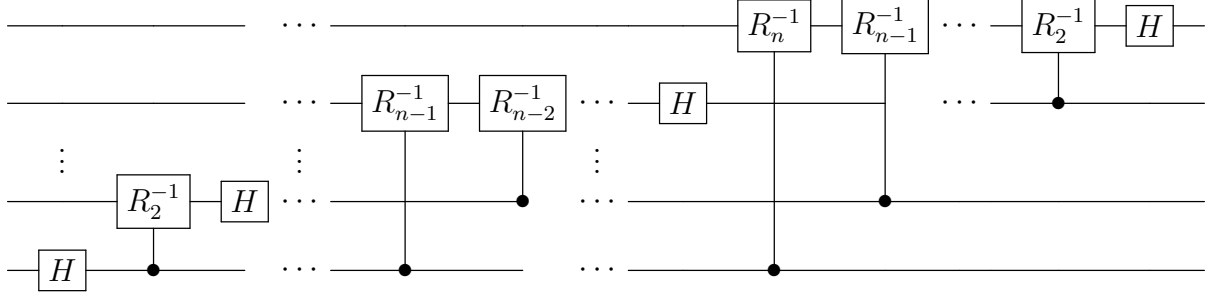 ⋯ R_n^{-1} R_{n-1}^{-1} ⋯ R_2^{-1} H
⋯ R_{n-1}^{-1} R_{n-2}^{-1} ⋯ H ⋯
⋮ ⋮ ⋮
R_2^{-1} H ⋯ ⋯
H ⋯ ⋯